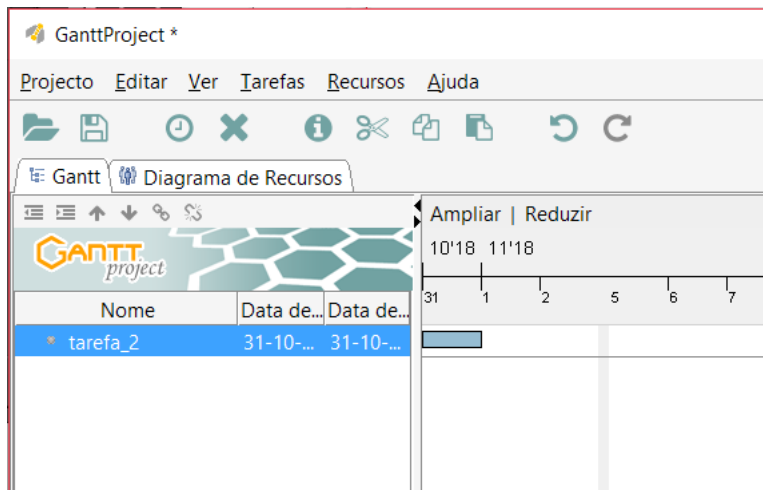 GanttProject *
Projecto Editar Ver Tarefas Recursos Ajuda
Gantt Diagrama de Recursos
Ampliar | Reduzir
GANTT project
10'18 11'18
31 1 2 5 6 7
Nome Data de... Data de...
tarefa_2 31-10-... 31-10-...